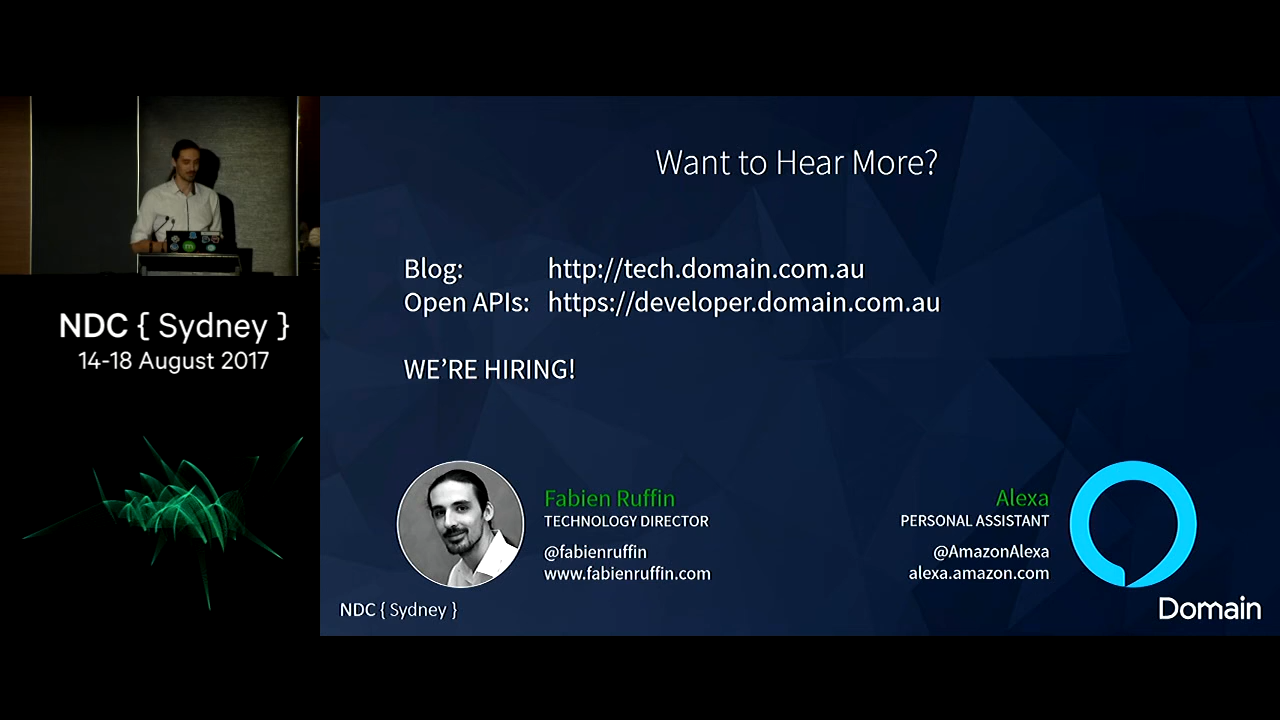 NDC { Sydney }
14-18 August 2017
Want to Hear More?
Blog: http://tech.domain.com.au
Open APIs: https://developer.domain.com.au
WE’RE HIRING!
Fabien Ruffin
TECHNOLOGY DIRECTOR
@fabienruffin
www.fabienruffin.com
Alexa
PERSONAL ASSISTANT
@AmazonAlexa
alexa.amazon.com
NDC { Sydney }
Domain